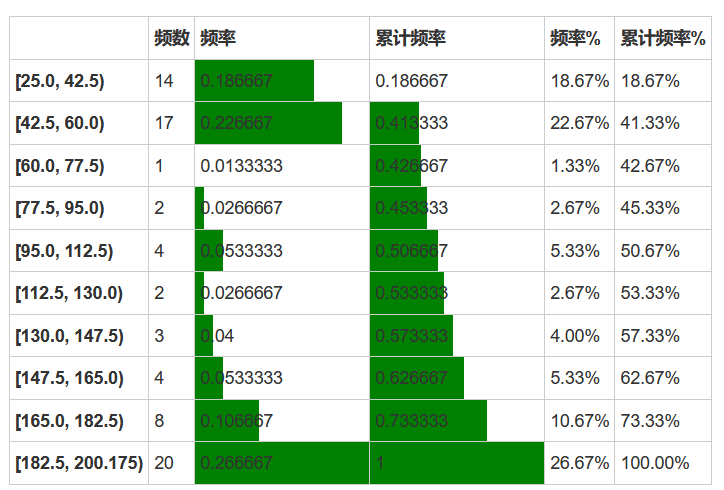 频数 频率 累计频率 频率% 累计频率%
[25.0, 42.5) 14 0.186667 0.186667 18.67% 18.67%
[42.5, 60.0) 17 0.226667 0.413333 22.67% 41.33%
[60.0, 77.5) 1 0.0133333 0.426667 1.33% 42.67%
[77.5, 95.0) 2 0.0266667 0.453333 2.67% 45.33%
[95.0, 112.5) 4 0.0533333 0.506667 5.33% 50.67%
[112.5, 130.0) 2 0.0266667 0.533333 2.67% 53.33%
[130.0, 147.5) 3 0.04 0.573333 4.00% 57.33%
[147.5, 165.0) 4 0.0533333 0.626667 5.33% 62.67%
[165.0, 182.5) 8 0.106667 0.733333 10.67% 73.33%
[182.5, 200.175) 20 0.266667 1 26.67% 100.00%